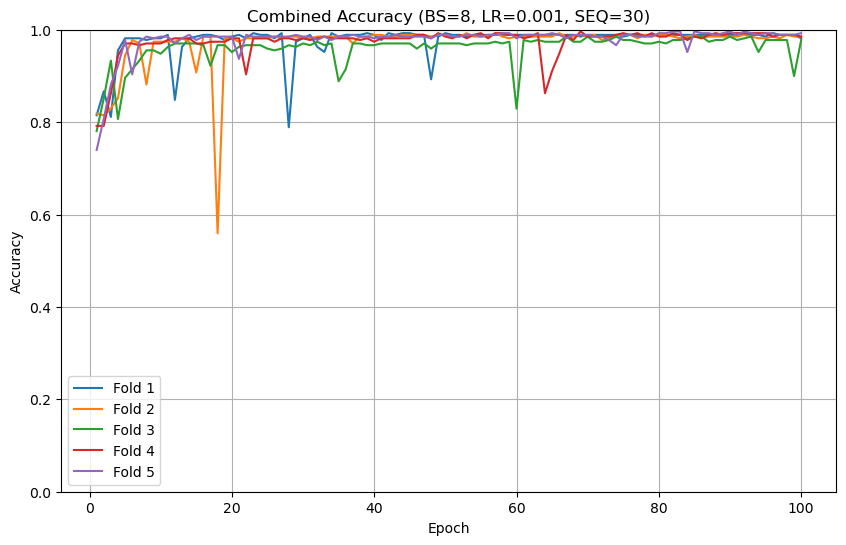 Combined Accuracy (BS=8, LR=0.001, SEQ=30)
1.0
0.8
0.6
0.4
0.2
0.0
Accuracy
Fold 1
Fold 2
Fold 3
Fold 4
Fold 5
0 20 40 60 80 100
Epoch